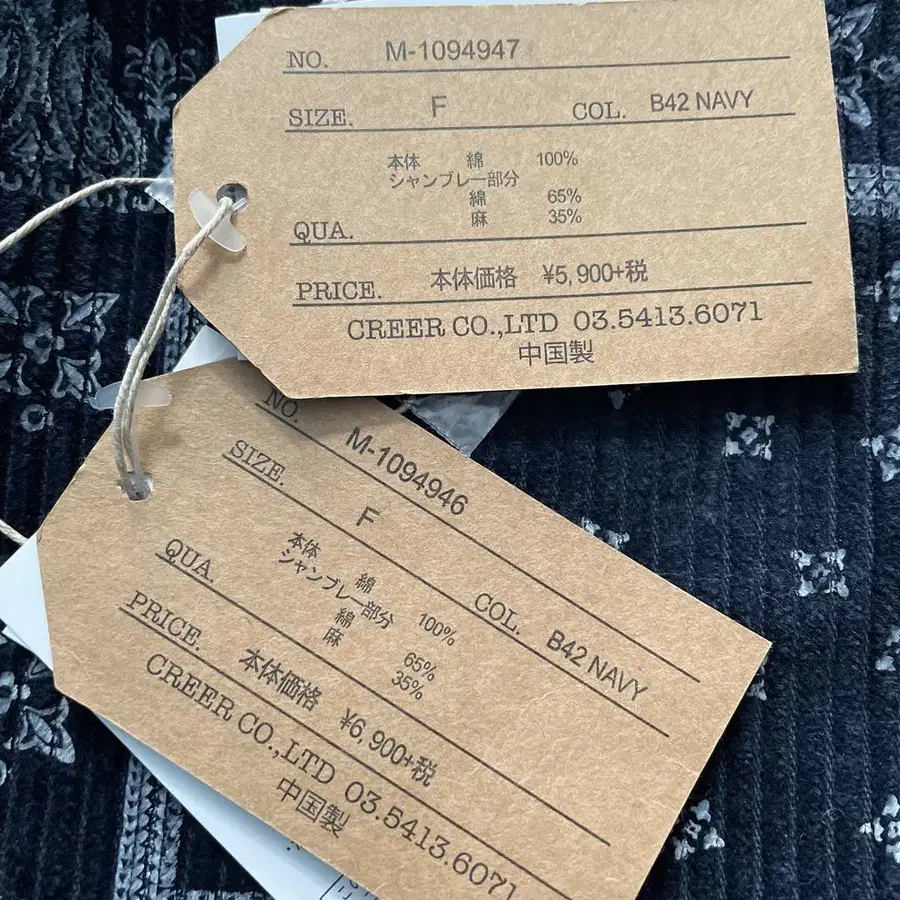 NO. M-1094947
SIZE. F COL. B42 NAVY
本体 綿 100%
シャンブレー部分
綿 65%
麻 35%
QUA.
PRICE. 本体価格 ¥5,900+税
CREER CO.,LTD 03.5413.6071
中国製
NO. M-1094946
SIZE. F COL. B42 NAVY
本体 綿 100%
シャンブレー部分
綿 65%
麻 35%
QUA.
PRICE. 本体価格 ¥6,900+税
CREER CO.,LTD 03.5413.6071
中国製